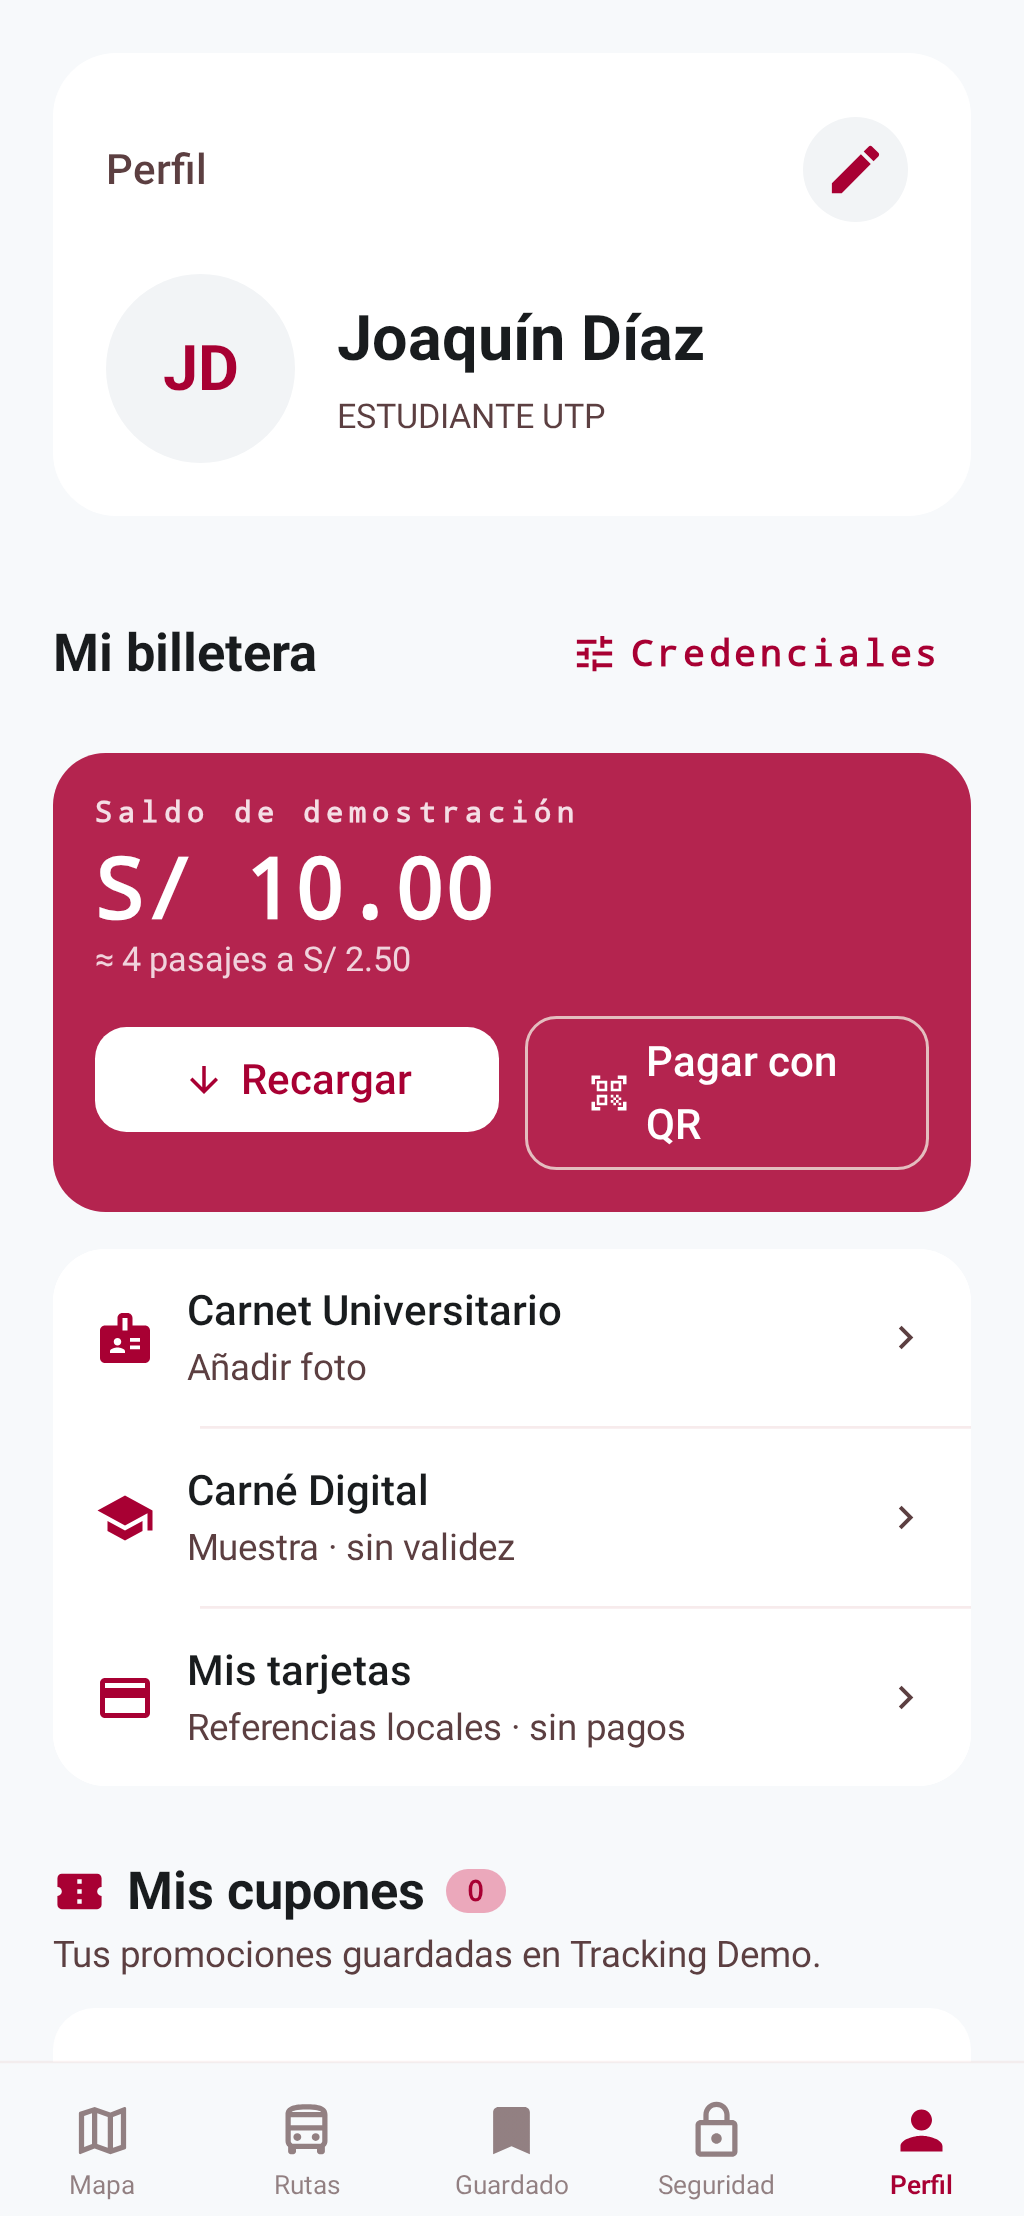 Perfil
JD
Joaquín Díaz
ESTUDIANTE UTP
Mi billetera
Credenciales
Saldo de demostración
S/ 10.00
≈ 4 pasajes a S/ 2.50
Recargar
Pagar con
QR
Carnet Universitario
Añadir foto
Carné Digital
Muestra · sin validez
Mis tarjetas
Referencias locales · sin pagos
Mis cupones 0
Tus promociones guardadas en Tracking Demo.
Mapa
Rutas
Guardado
Seguridad
Perfil